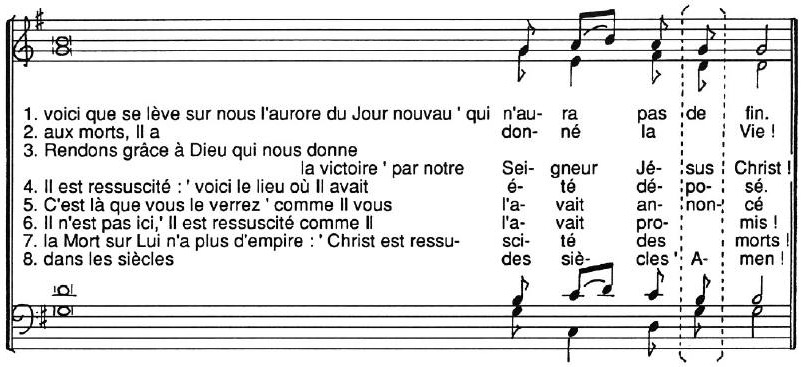 1. voici que se lève sur nous l'aurore du Jour nouvau ' qui n'au- ra pas de fin.
2. aux morts, Il a don- né la Vie !
3. Rendons grâce à Dieu qui nous donne
la victoire ' par notre Sei- gneur Jé- sus Christ !
4. Il est ressuscité : ' voici le lieu où Il avait é- té dé- po- sé.
5. C'est là que vous le verrez ' comme Il vous l'a- vait an- non- cé
6. Il n'est pas ici,' Il est ressuscité comme Il l'a- vait pro- mis !
7. la Mort sur Lui n'a plus d'empire : ' Christ est ressu- sci- té des morts !
8. dans les siècles des siè- cles ' A- men !